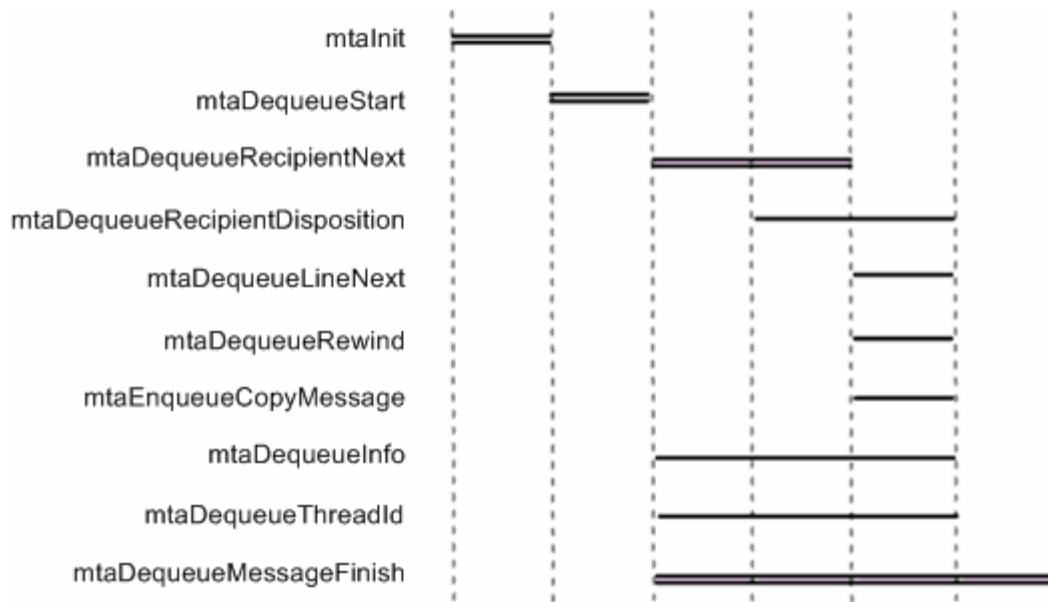 mtaInit
mtaDequeueStart
mtaDequeueRecipientNext
mtaDequeueRecipientDisposition
mtaDequeueLineNext
mtaDequeueRewind
mtaEnqueueCopyMessage
mtaDequeueInfo
mtaDequeueThreadId
mtaDequeueMessageFinish